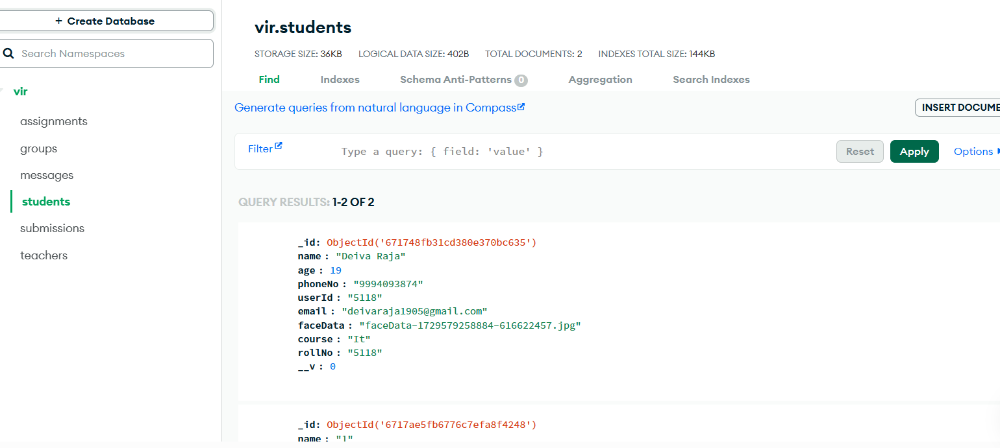 + Create Database
Search Namespaces
vir
assignments
groups
messages
students
submissions
teachers
vir.students
STORAGE SIZE: 36KB LOGICAL DATA SIZE: 402B TOTAL DOCUMENTS: 2 INDEXES TOTAL SIZE: 144KB
Find Indexes Schema Anti-Patterns 0 Aggregation Search Indexes
Generate queries from natural language in Compass
INSERT DOCUME
Filter Type a query: { field: 'value' } Reset Apply Options
QUERY RESULTS: 1-2 OF 2
_id: ObjectId('671748fb31cd380e370bc635')
name : "Deiva Raja"
age : 19
phoneNo : "9994093874"
userId : "5118"
email : "deivaraja1905@gmail.com"
faceData : "faceData-1729579258884-616622457.jpg"
course : "It"
rollNo : "5118"
__v : 0
_id: ObjectId('6717ae5fb6776c7efa8f4248')
name : "1"